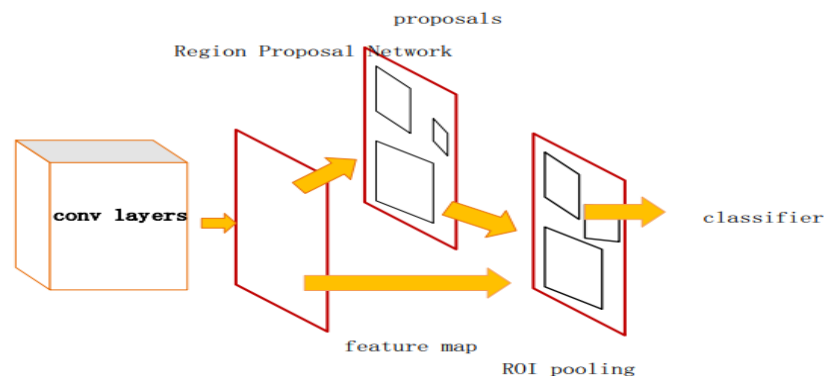 proposals
Region Proposal Network
conv layers
classifier
feature map
ROI pooling